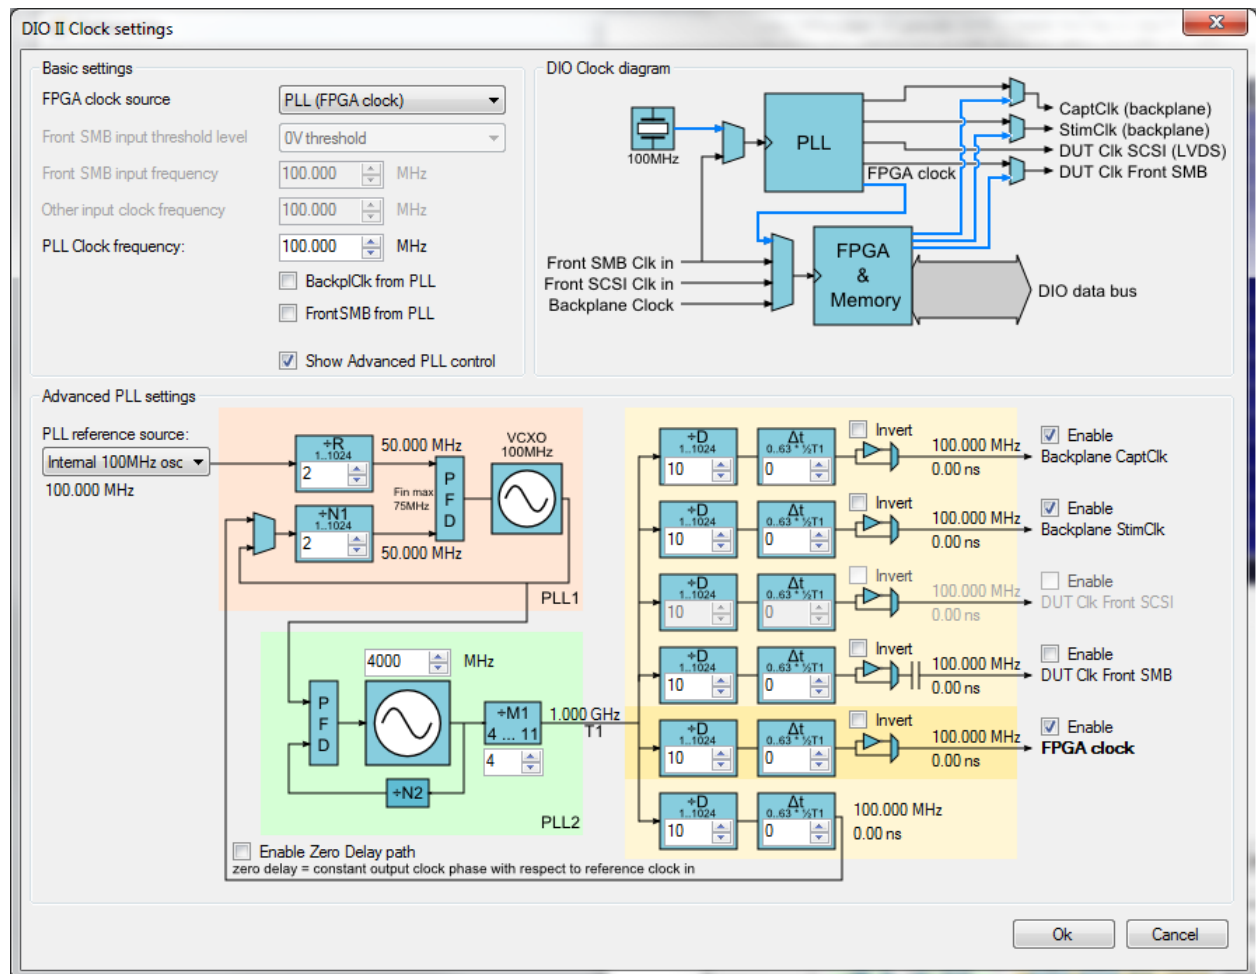 DIO II Clock settings
Basic settings
FPGA clock source
PLL (FPGA clock)
Front SMB input threshold level
0V threshold
Front SMB input frequency
100.000
MHz
Other input clock frequency
100.000
MHz
PLL Clock frequency:
100.000
MHz
BackplClk from PLL
FrontSMB from PLL
Show Advanced PLL control
DIO Clock diagram
100MHz
PLL
FPGA clock
CaptClk (backplane)
StimClk (backplane)
DUT Clk SCSI (LVDS)
DUT Clk Front SMB
Front SMB Clk in
Front SCSI Clk in
Backplane Clock
FPGA
&
Memory
DIO data bus
Advanced PLL settings
PLL reference source:
Internal 100MHz osc
100.000 MHz
÷R
1..1024
2
50.000 MHz
÷N1
1..1024
2
50.000 MHz
Fin max
75MHz
P
F
D
VCXO
100MHz
PLL1
4000
MHz
P
F
D
÷N2
÷M1
4 ... 11
4
1.000 GHz
T1
PLL2
÷D
1..1024
10
Δt
0..63 * ½T1
0
Invert
100.000 MHz
0.00 ns
Enable
Backplane CaptClk
÷D
1..1024
10
Δt
0..63 * ½T1
0
Invert
100.000 MHz
0.00 ns
Enable
Backplane StimClk
÷D
1..1024
10
Δt
0..63 * ½T1
0
Invert
100.000 MHz
0.00 ns
Enable
DUT Clk Front SCSI
÷D
1..1024
10
Δt
0..63 * ½T1
0
Invert
100.000 MHz
0.00 ns
Enable
DUT Clk Front SMB
÷D
1..1024
10
Δt
0..63 * ½T1
0
Invert
100.000 MHz
0.00 ns
Enable
FPGA clock
÷D
1..1024
10
Δt
0..63 * ½T1
0
100.000 MHz
0.00 ns
Enable Zero Delay path
zero delay = constant output clock phase with respect to reference clock in
Ok
Cancel